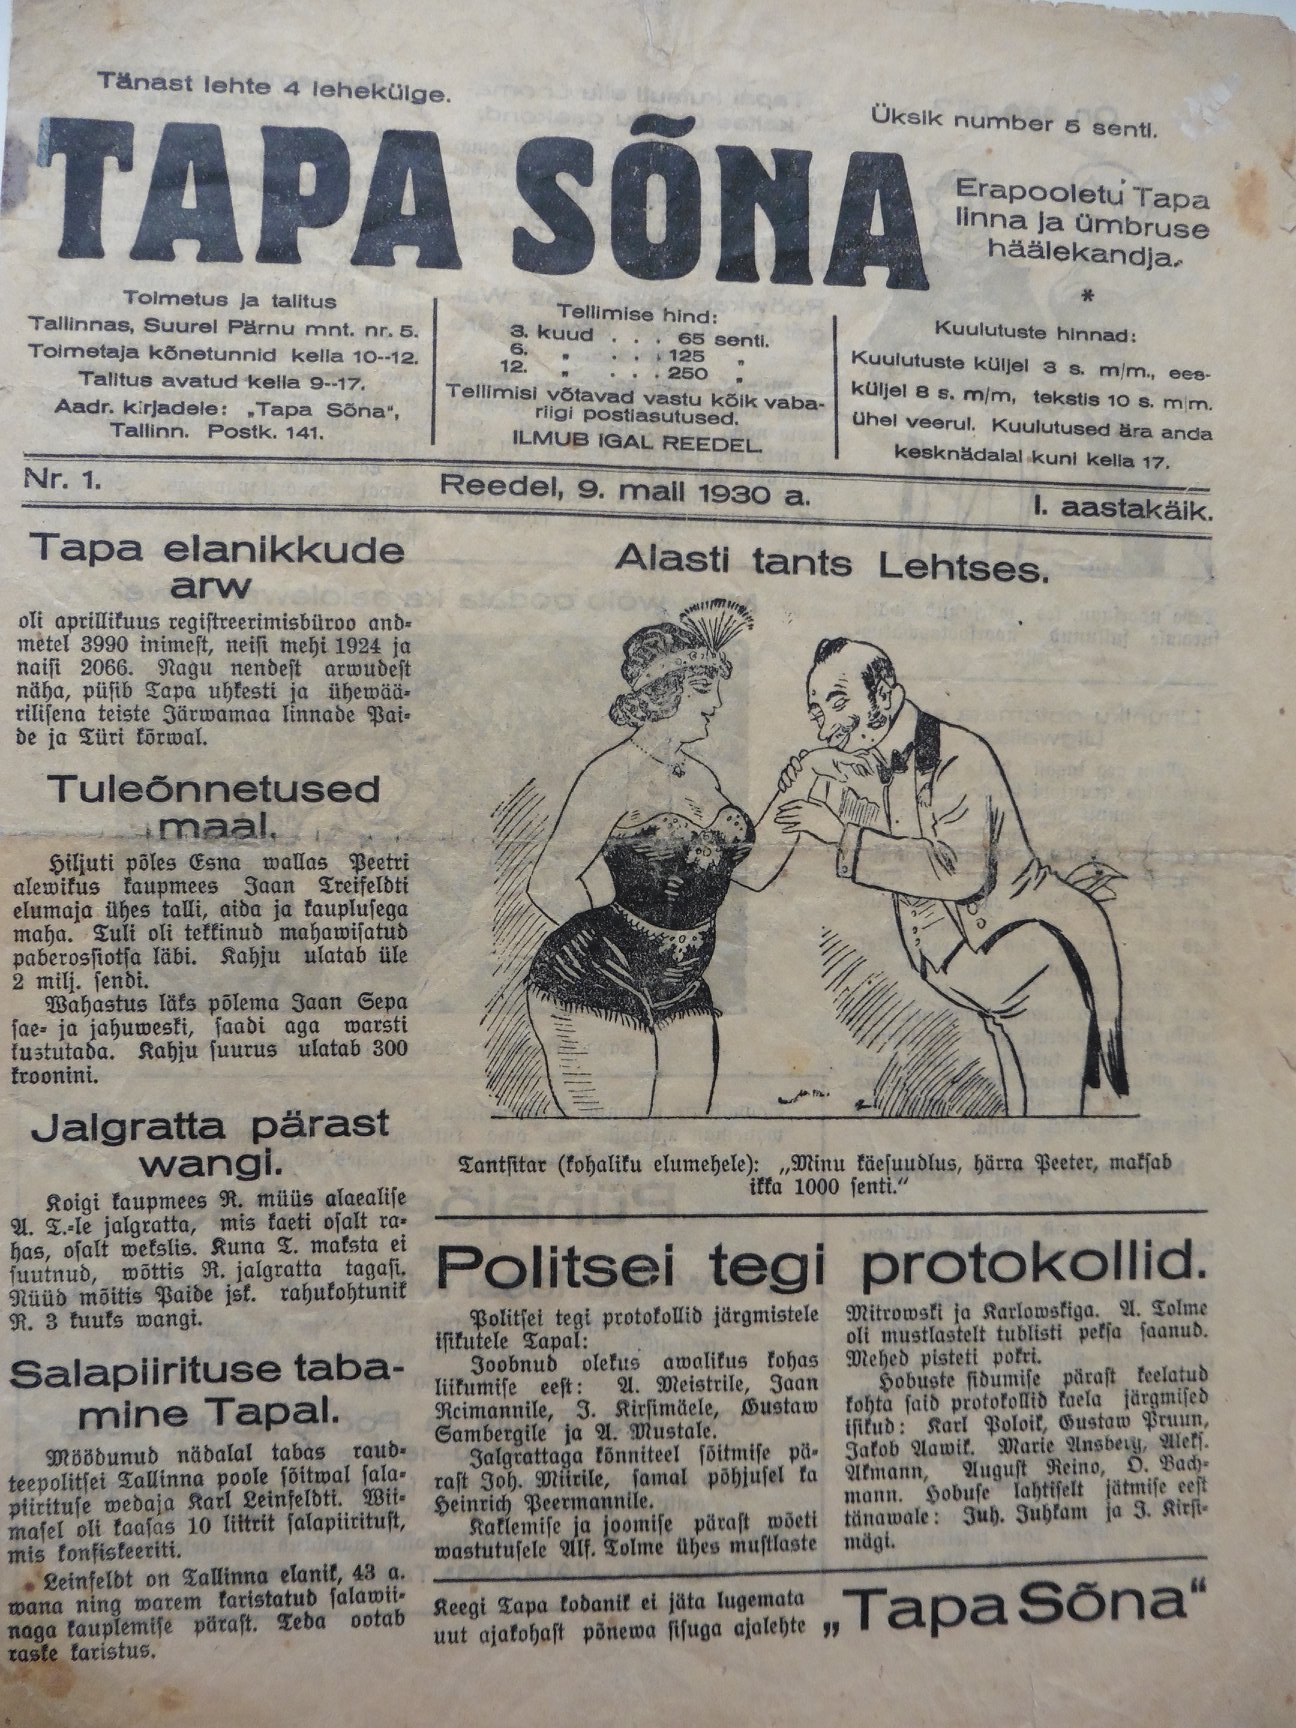 Tänast lehte 4 lehekülge.
Üksik number 5 senti.
TAPA SÕNA
Erapooletu Tapa
linna ja ümbruse
häälekandja.
*
Toimetus ja talitus
Tallinnas, Suurel Pärnu mnt. nr. 5.
Toimetaja kõnetunnid kella 10--12.
Talitus avatud kella 9--17.
Aadr. kirjadele: „Tapa Sõna",
Tallinn. Postk. 141.
Tellimise hind:
3. kuud . . . 65 senti.
6. „ . . . 125 „
12. „ . . . 250 „
Tellimisi võtavad vastu kõik vaba-
riigi postiasutused.
ILMUB IGAL REEDEL
Kuulutuste hinnad:
Kuulutuste küljel 3 s. m/m., ees-
küljel 8 s. m/m, tekstis 10 s. m/m.
ühel veerul. Kuulutused ära anda
kesknädalal kuni kella 17.
Nr. 1.
Reedel, 9. mail 1930 a.
I. aastakäik.
Tapa elanikkude
arw
oli aprillikuus registreerimisbüroo and-
metel 3990 inimest, neisi mehi 1924 ja
naisi 2066. Nagu nendest arwudest
näha, püsib Tapa uhkesti ja ühewää-
rilisena teiste Järwamaa linnade Pai-
de ja Türi kõrwal.
Tuleõnnetused
maal.
Hiljuti põles Esna wallas Peetri
alewikus kaupmees Jaan Treifeldti
elumaja ühes talli, aida ja kauplusega
maha. Tuli oli tekkinud mahawisatud
paberossiotsa läbi. Kahju ulatab üle
2 milj. sendi.
Wahastus läks põlema Jaan Sepa
sae- ja jahuweski, saadi aga warsti
kustutada. Kahju suurus ulatab 300
kroonini.
Jalgratta pärast
wangi.
Koigi kaupmees R. müüs alaealise
A. T.-le jalgratta, mis kaeti osalt ra-
has, osalt wekslis. Kuna T. maksta ei
suutnud, wõttis R. jalgratta tagasi.
Nüüd mõitis Paide jsk. rahukohtunik
R. 3 kuuks wangi.
Salapiirituse taba-
mine Tapal.
Möödunud nädalal tabas raud-
teepolitsei Tallinna poole sõitwal sala-
piirituse wedaja Karl Leinfeldti. Wii-
masel oli kaasas 10 liitrit salapiiritust,
mis konfiskeeriti.
Leinfeldt on Tallinna elanik, 43 a.
wana ning warem karistatud salawii-
naga kauplemise pärast. Teda ootab
raske karistus.
Alasti tants Lehtses.
Tantsitar (kohaliku elumehele): „Minu käesuudlus, härra Peeter, maksab
ikka 1000 senti."
Politsei tegi protokollid.
Politsei tegi protokollid järgmistele
isikutele Tapal:
Joobnud olekus awalikus kohas
liikumise eest: A. Meistrile, Jaan
Reimannile, J. Kirsimäele, Gustaw
Sambergile ja A. Mustale.
Jalgrattaga kõnniteel sõitmise pä-
rast Joh. Miirile, samal põhjusel ka
Heinrich Peermannile.
Kaklemise ja joomise pärast wõeti
wastutusele Alf. Tolme ühes mustlaste
Mitrowski ja Karlowskiga. A. Tolme
oli mustlastelt tublisti peksa saanud.
Mehed pisteti pokri.
Hobuste sidumise pärast keelatud
kohta said protokollid kaela järgmised
isikud: Karl Poloik, Gustaw Pruun,
Jakob Aawik. Marie Ansberg, Aleks.
Akmann, August Reino, O. Bach-
mann. Hobuse lahtiselt jätmise eest
tänawale: Juh. Juhkam ja J. Kirsi-
mägi.
Keegi Tapa kodanik ei jäta lugemata
uut ajakohast põnewa sisuga ajalehte
„Tapa Sõna"